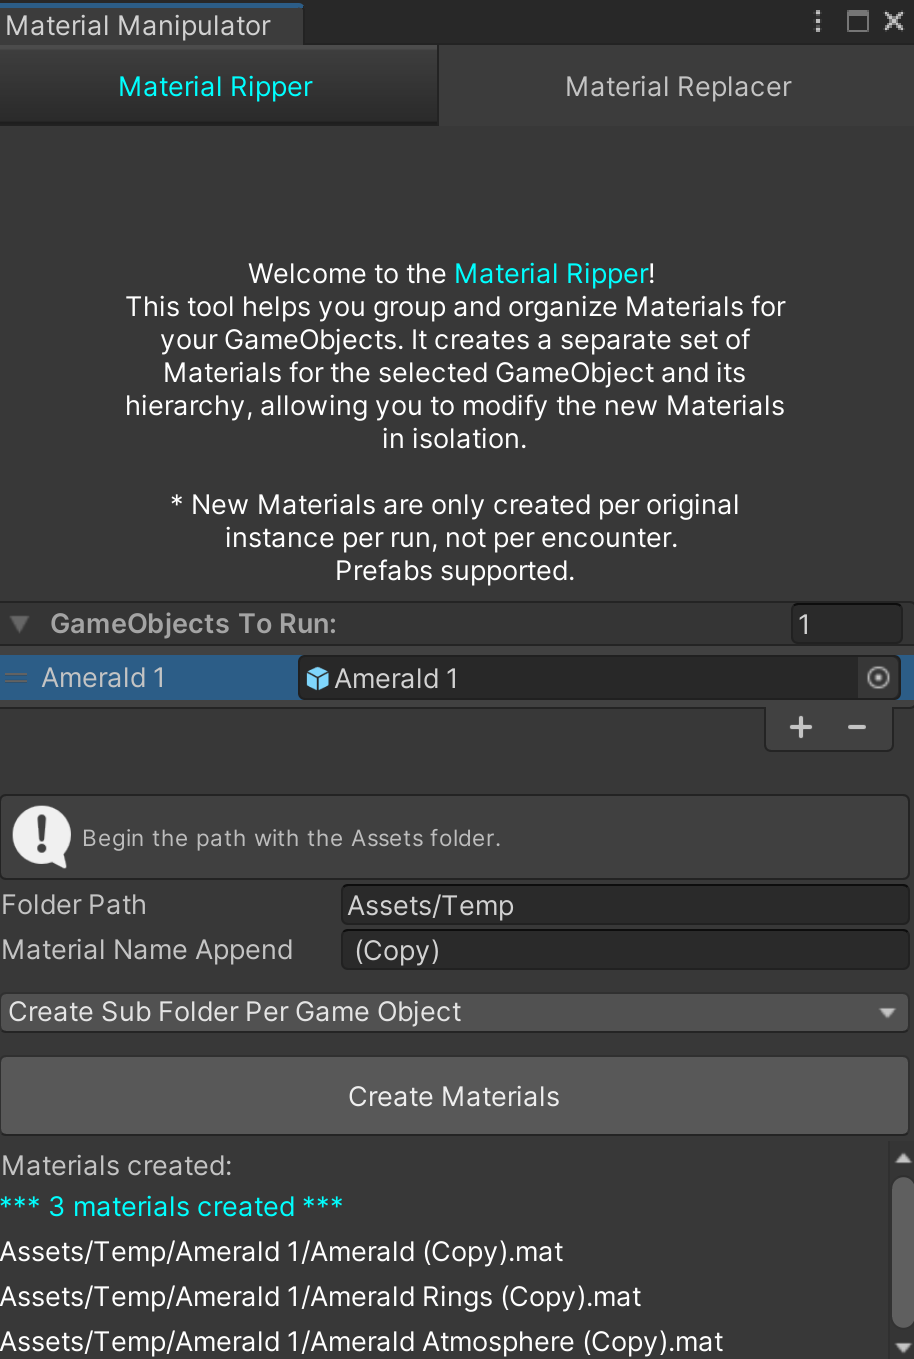 Material Manipulator
Material Ripper
Material Replacer
Welcome to the Material Ripper!
This tool helps you group and organize Materials for
your GameObjects. It creates a separate set of
Materials for the selected GameObject and its
hierarchy, allowing you to modify the new Materials
in isolation.
* New Materials are only created per original
instance per run, not per encounter.
Prefabs supported.
GameObjects To Run: 1
Amerald 1 Amerald 1
Begin the path with the Assets folder.
Folder Path Assets/Temp
Material Name Append (Copy)
Create Sub Folder Per Game Object
Create Materials
Materials created:
*** 3 materials created ***
Assets/Temp/Amerald 1/Amerald (Copy).mat
Assets/Temp/Amerald 1/Amerald Rings (Copy).mat
Assets/Temp/Amerald 1/Amerald Atmosphere (Copy).mat